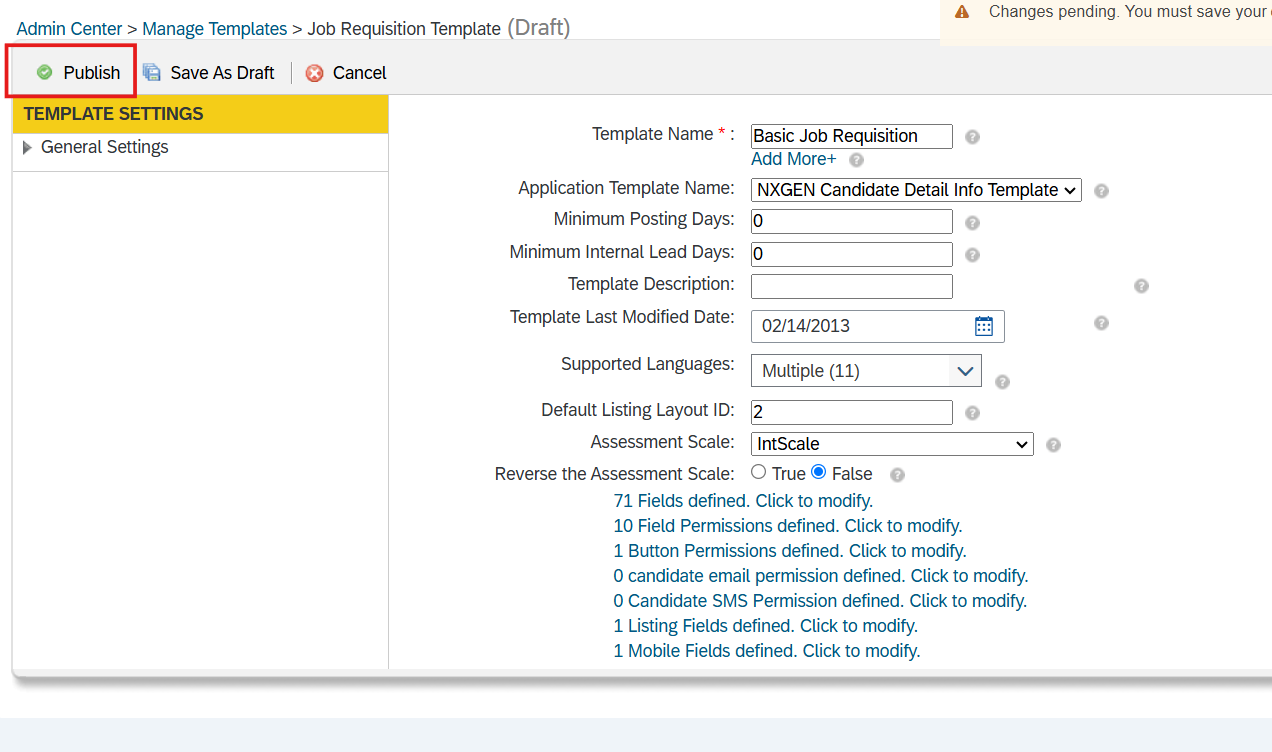 Changes pending. You must save your
Admin Center > Manage Templates > Job Requisition Template (Draft)
Publish Save As Draft Cancel
TEMPLATE SETTINGS
General Settings
Template Name * : Basic Job Requisition
Add More+
Application Template Name: NXGEN Candidate Detail Info Template
Minimum Posting Days: 0
Minimum Internal Lead Days: 0
Template Description:
Template Last Modified Date: 02/14/2013
Supported Languages: Multiple (11)
Default Listing Layout ID: 2
Assessment Scale: IntScale
Reverse the Assessment Scale: True False
71 Fields defined. Click to modify.
10 Field Permissions defined. Click to modify.
1 Button Permissions defined. Click to modify.
0 candidate email permission defined. Click to modify.
0 Candidate SMS Permission defined. Click to modify.
1 Listing Fields defined. Click to modify.
1 Mobile Fields defined. Click to modify.